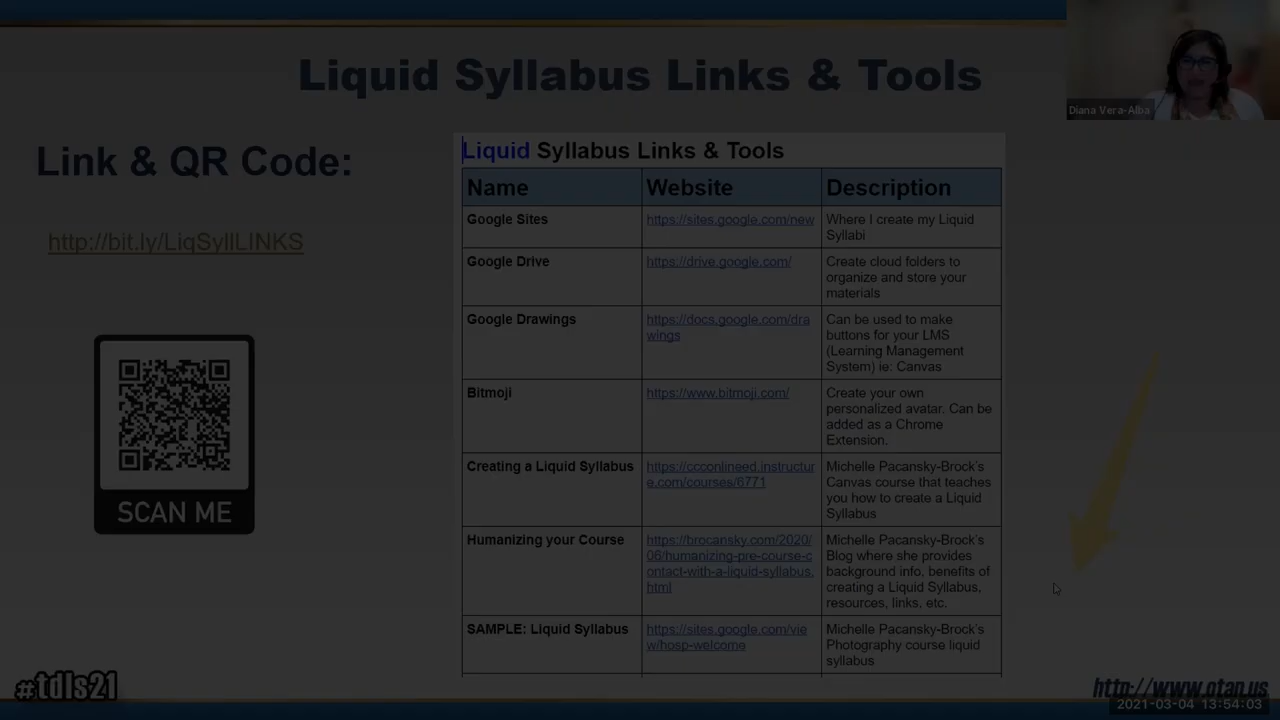 Liquid Syllabus Links & Tools
Diana Vera-Alba
Link & QR Code:
http://bit.ly/LiqSyllLINKS
SCAN ME
Liquid Syllabus Links & Tools
Name Website Description
Google Sites https://sites.google.com/new Where I create my Liquid
Syllabi
Google Drive https://drive.google.com/ Create cloud folders to
organize and store your
materials
Google Drawings https://docs.google.com/dra Can be used to make
wings buttons for your LMS
(Learning Management
System) ie: Canvas
Bitmoji https://www.bitmoji.com/ Create your own
personalized avatar. Can be
added as a Chrome
Extension.
Creating a Liquid Syllabus https://ccconlineed.instructur Michelle Pacansky-Brock's
e.com/courses/6771 Canvas course that teaches
you how to create a Liquid
Syllabus
Humanizing your Course https://brocansky.com/2020/ Michelle Pacansky-Brock's
06/humanizing-pre-course-c Blog where she provides
ontact-with-a-liquid-syllabus. background info, benefits of
html creating a Liquid Syllabus,
resources, links, etc.
SAMPLE: Liquid Syllabus https://sites.google.com/vie Michelle Pacansky-Brock's
w/hosp-welcome Photography course liquid
syllabus
#tdls21
http://www.otan.us
2021-03-04 13:54:03